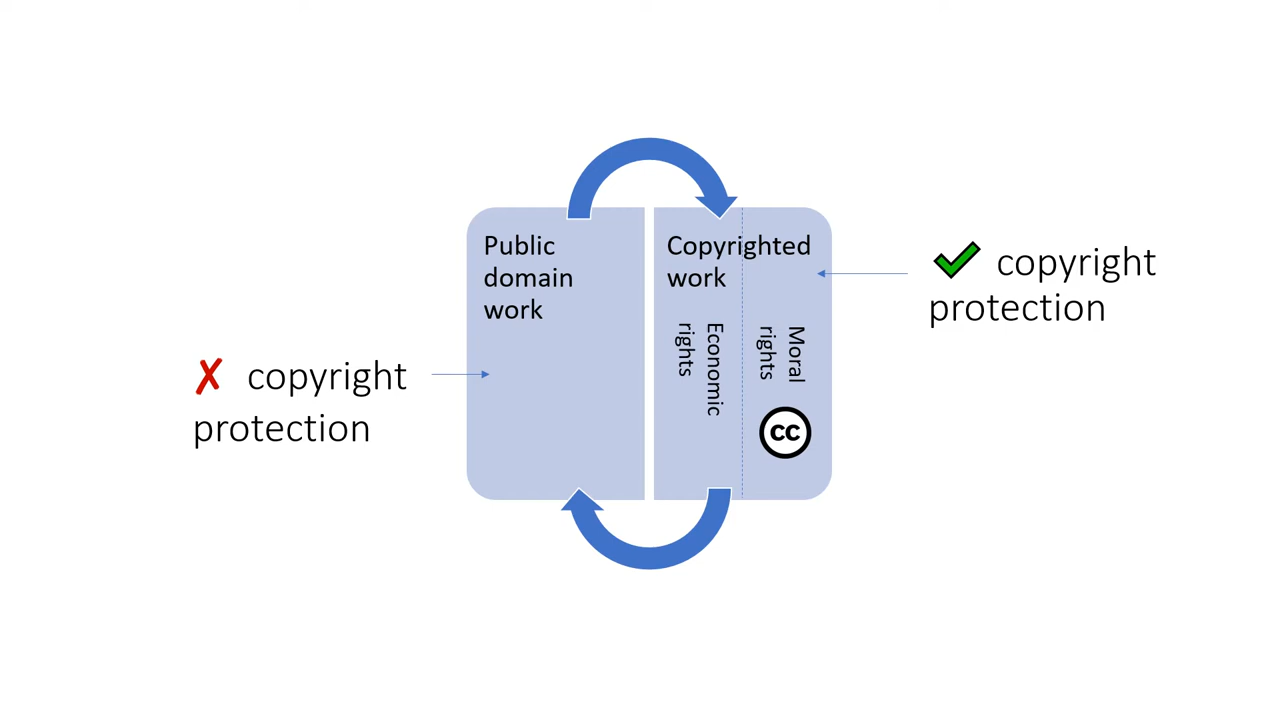 Public
domain
work
Copyrighted
work
Economic
rights
Moral
rights
cc
✗ copyright
protection
✔ copyright
protection